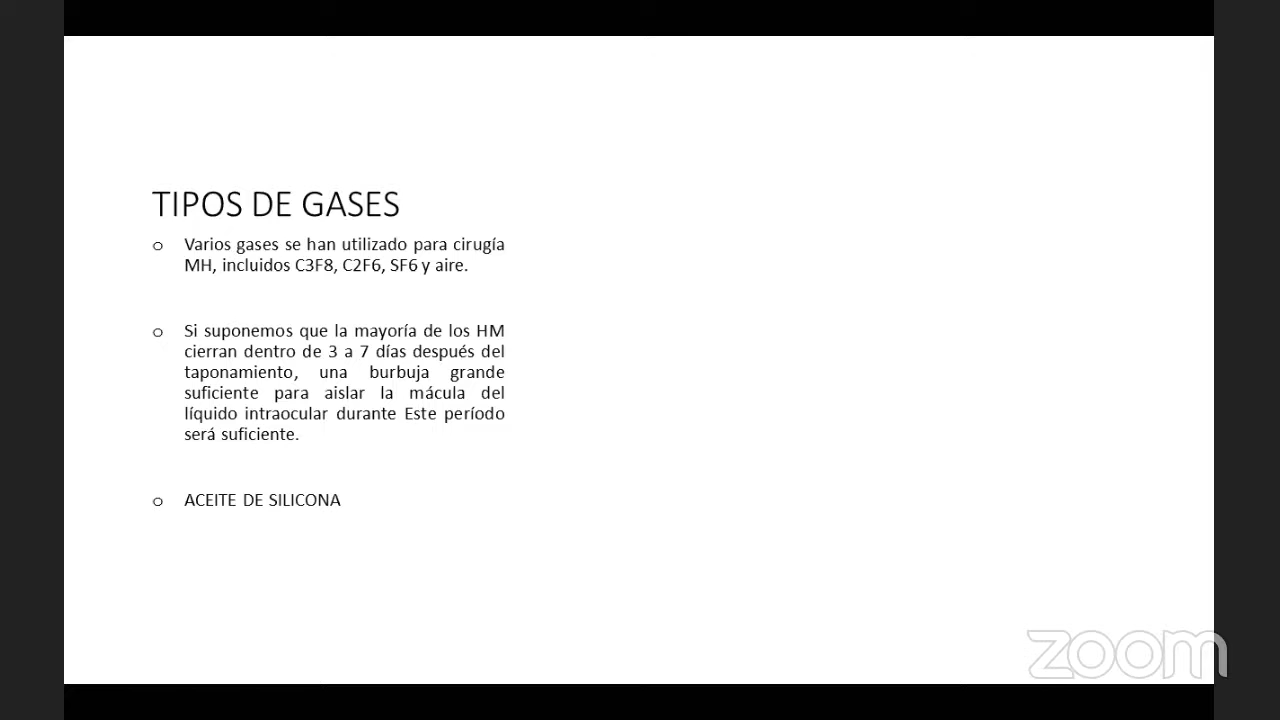 TIPOS DE GASES
o Varios gases se han utilizado para cirugía
MH, incluidos C3F8, C2F6, SF6 y aire.
o Si suponemos que la mayoría de los HM
cierran dentro de 3 a 7 días después del
taponamiento, una burbuja grande
suficiente para aislar la mácula del
líquido intraocular durante Este período
será suficiente.
o ACEITE DE SILICONA
zoom